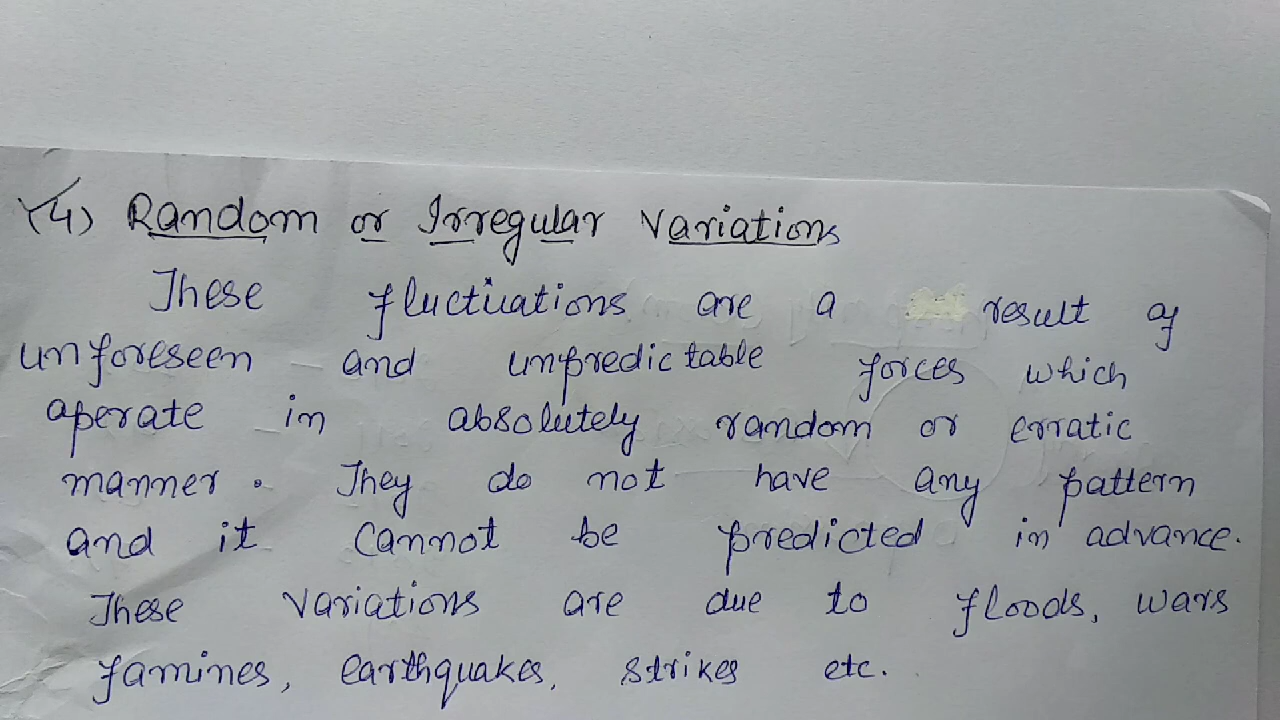 (4) Random or Irregular Variations
These fluctuations are a result of
unforeseen and unpredictable forces which
aperate in absolutely random or erratic
manner. They do not have any pattern
and it cannot be predicted in advance.
These variations are due to floods, wars
famines, earthquakes, strikes etc.